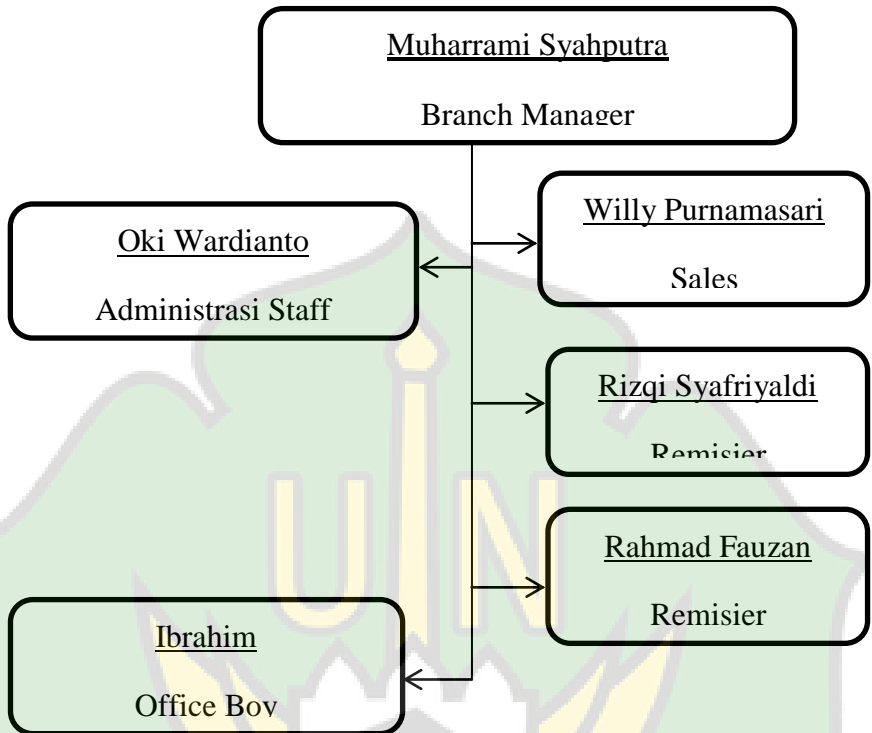 Muharrami Syahputra
Branch Manager
Willy Purnamasari
Sales
Oki Wardianto
Administrasi Staff
Rizqi Syafriyaldi
Remisier
Rahmad Fauzan
Remisier
Ibrahim
Office Boy
UIN